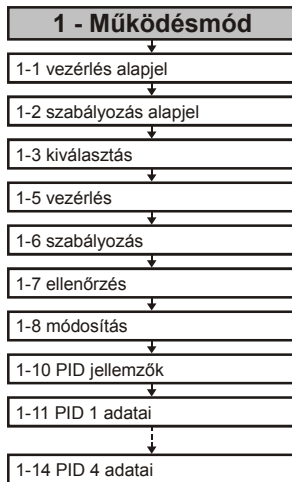 1 - Működésmód
1-1 vezérlés alapjel
1-2 szabályozás alapjel
1-3 kiválasztás
1-5 vezérlés
1-6 szabályozás
1-7 ellenőrzés
1-8 módosítás
1-10 PID jellemzők
1-11 PID 1 adatai
1-14 PID 4 adatai